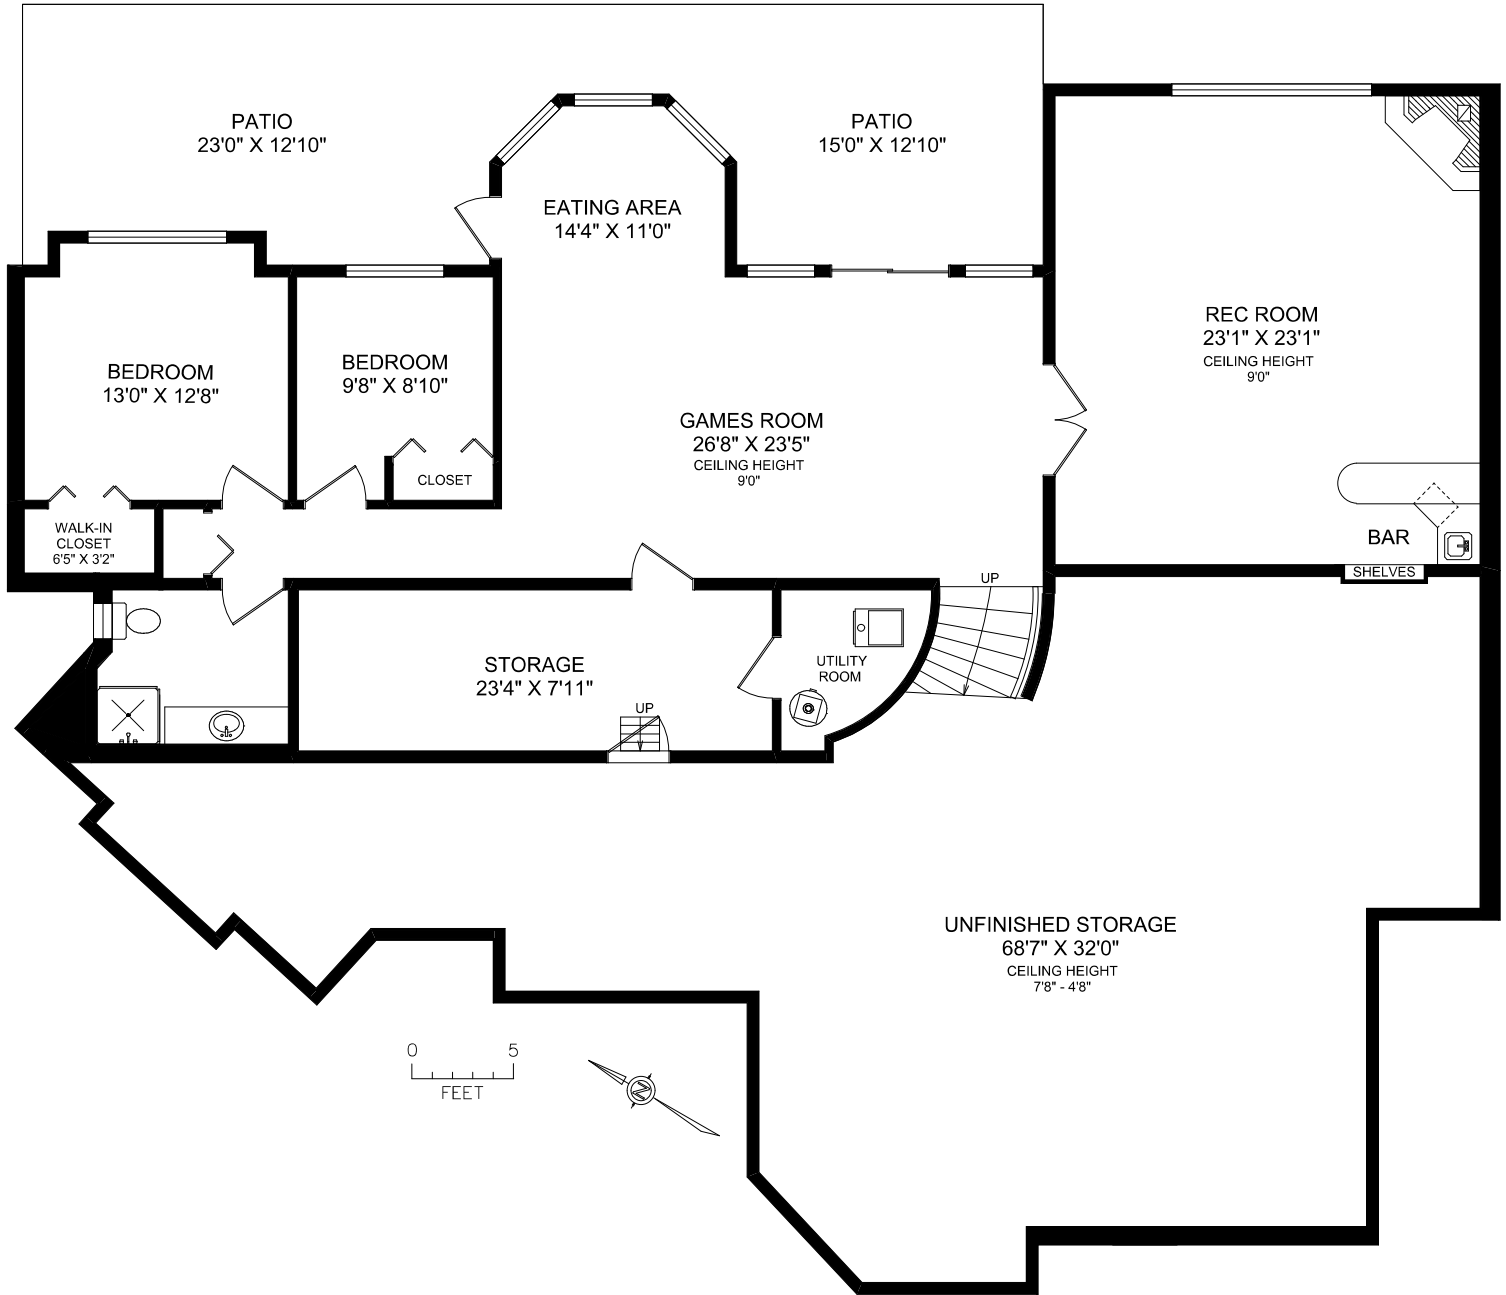 PATIO
23'0" X 12'10"
PATIO
15'0" X 12'10"
EATING AREA
14'4" X 11'0"
REC ROOM
23'1" X 23'1"
CEILING HEIGHT
9'0"
BEDROOM
13'0" X 12'8"
BEDROOM
9'8" X 8'10"
GAMES ROOM
26'8" X 23'5"
CEILING HEIGHT
9'0"
CLOSET
WALK-IN
CLOSET
6'5" X 3'2"
BAR
SHELVES
UP
STORAGE
23'4" X 7'11"
UTILITY
ROOM
UP
UNFINISHED STORAGE
68'7" X 32'0"
CEILING HEIGHT
7'8" - 4'8"
0 5
FEET
N